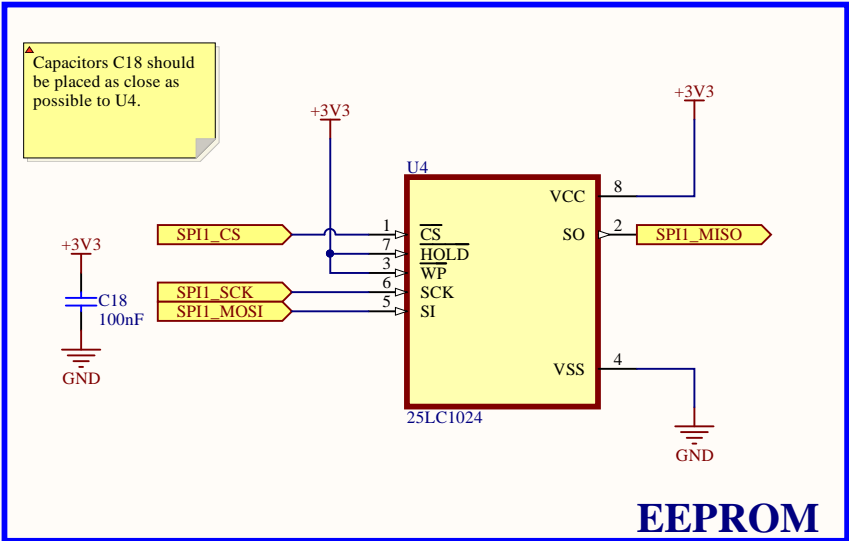 Capacitors C18 should
be placed as close as
possible to U4.
+3V3
+3V3
U4
VCC
8
SPI1_CS
1
CS
SO
2
SPI1_MISO
7
HOLD
+3V3
3
WP
SPI1_SCK
6
SCK
C18
SPI1_MOSI
5
SI
100nF
GND
VSS
4
25LC1024
GND
EEPROM